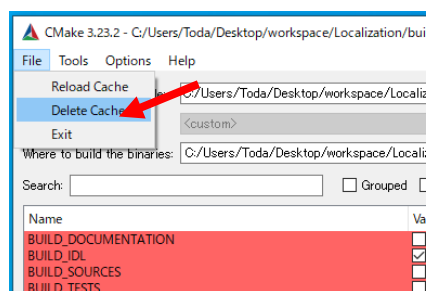 CMake 3.23.2 - C:/Users/Toda/Desktop/workspace/Localization/bui
File Tools Options Help
Reload Cache
C:/Users/Toda/Desktop/workspace/Localiz
Delete Cache
<custom>
Exit
Where to build the binaries: C:/Users/Toda/Desktop/workspace/Localiz
Search: Grouped
Name Va
BUILD_DOCUMENTATION
BUILD_IDL
BUILD_SOURCES
BUILD_TESTS